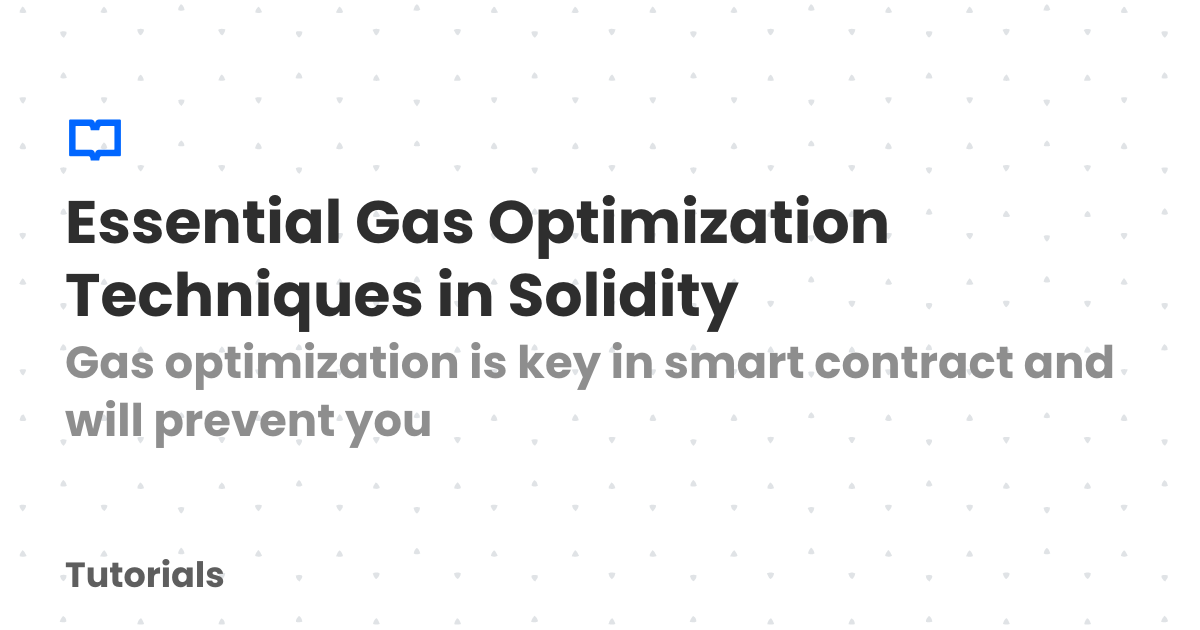 Essential Gas Optimization
Techniques in Solidity
Gas optimization is key in smart contract and
will prevent you
Tutorials